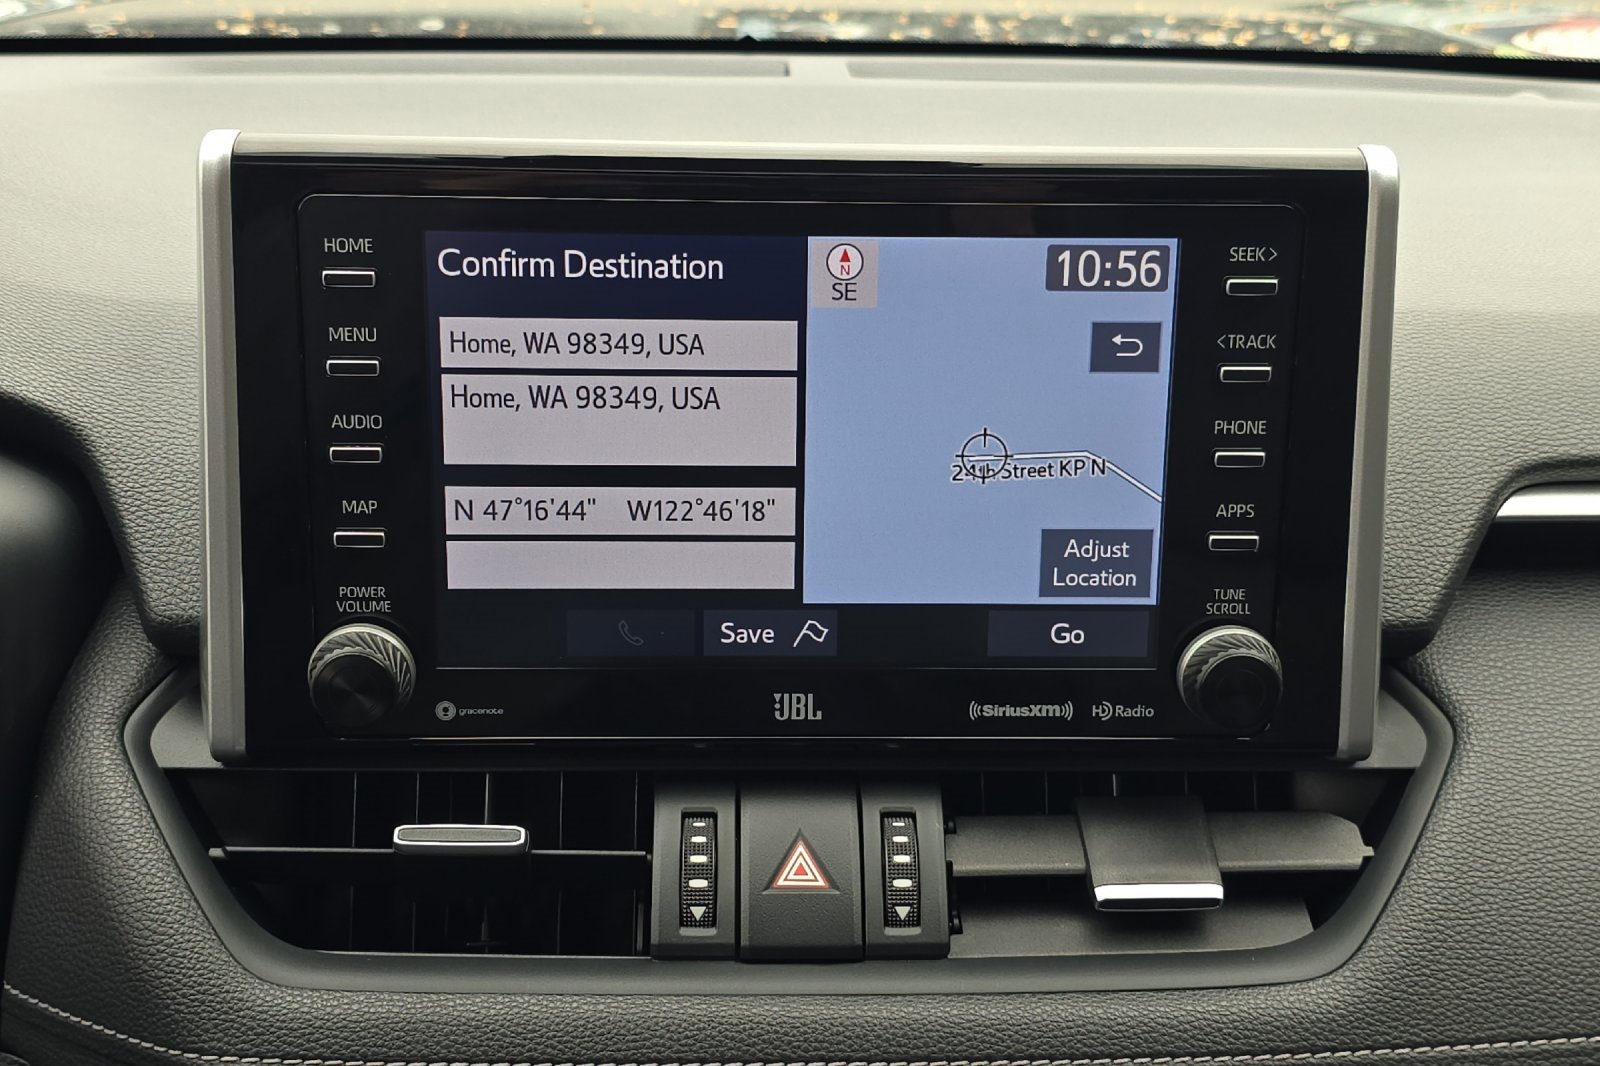 HOME
MENU
AUDIO
MAP
POWER
VOLUME
Confirm Destination
Home, WA 98349, USA
Home, WA 98349, USA
N 47°16'44" W122°46'18"
Save
Go
N
SE
10:56
24th Street KP N
Adjust
Location
SEEK>
<TRACK
PHONE
APPS
TUNE
SCROLL
gracenote
JBL
((SiriusXM))
HD Radio